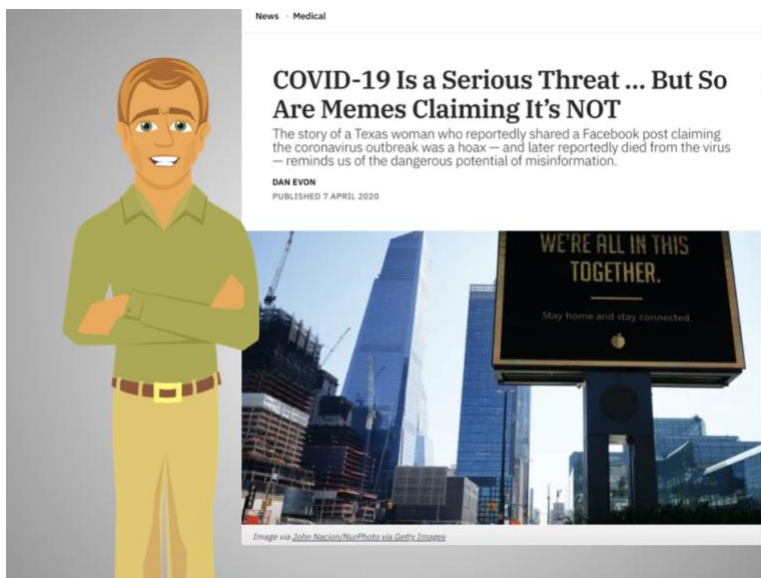 News · Medical
COVID-19 Is a Serious Threat ... But So
Are Memes Claiming It's NOT
The story of a Texas woman who reportedly shared a Facebook post claiming
the coronavirus outbreak was a hoax — and later reportedly died from the virus
— reminds us of the dangerous potential of misinformation.
DAN EVON
PUBLISHED 7 APRIL 2020
WE'RE ALL IN THIS
TOGETHER.
Stay home and stay connected.
Image via John Nacion/NurPhoto via Getty Images